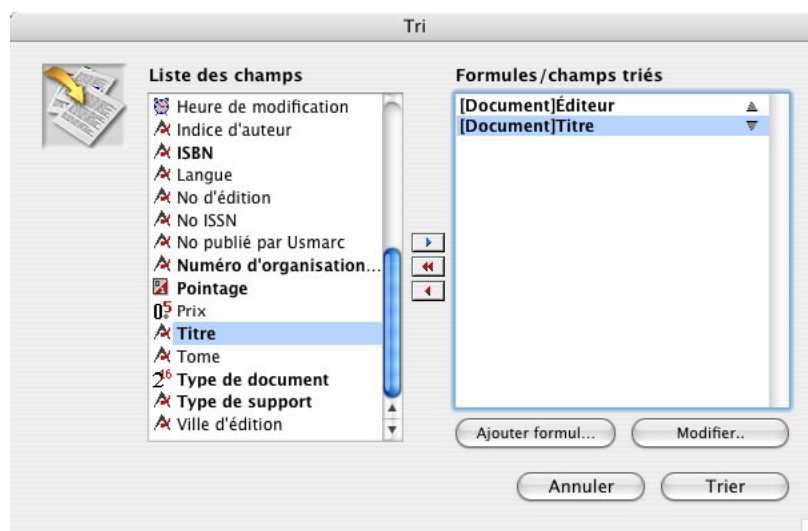 Tri
Liste des champs
Heure de modification
Indice d'auteur
ISBN
Langue
No d'édition
No ISSN
No publié par Usmarc
Numéro d'organisation...
Pointage
Prix
Titre
Tome
Type de document
Type de support
Ville d'édition
Formules/champs triés
[Document]Éditeur
[Document]Titre
Ajouter formul...
Modifier..
Annuler
Trier